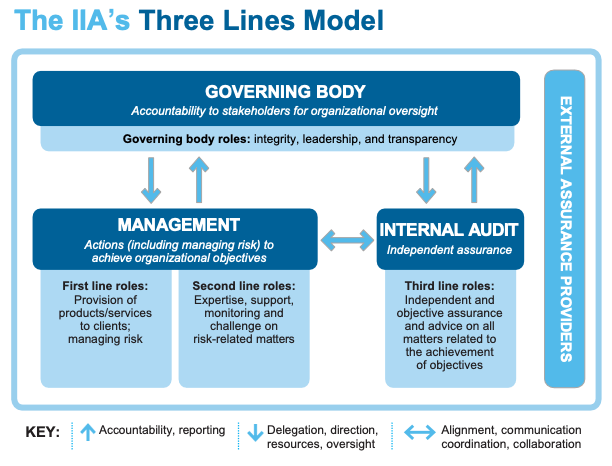 The IIA's Three Lines Model
GOVERNING BODY
Accountability to stakeholders for organizational oversight
Governing body roles: integrity, leadership, and transparency
MANAGEMENT
Actions (including managing risk) to
achieve organizational objectives
First line roles:
Provision of
products/services
to clients;
managing risk
Second line roles:
Expertise, support,
monitoring and
challenge on
risk-related matters
INTERNAL AUDIT
Independent assurance
Third line roles:
Independent and
objective assurance
and advice on all
matters related to
the achievement
of objectives
EXTERNAL ASSURANCE PROVIDERS
KEY:
Accountability, reporting
Delegation, direction,
resources, oversight
Alignment, communication
coordination, collaboration